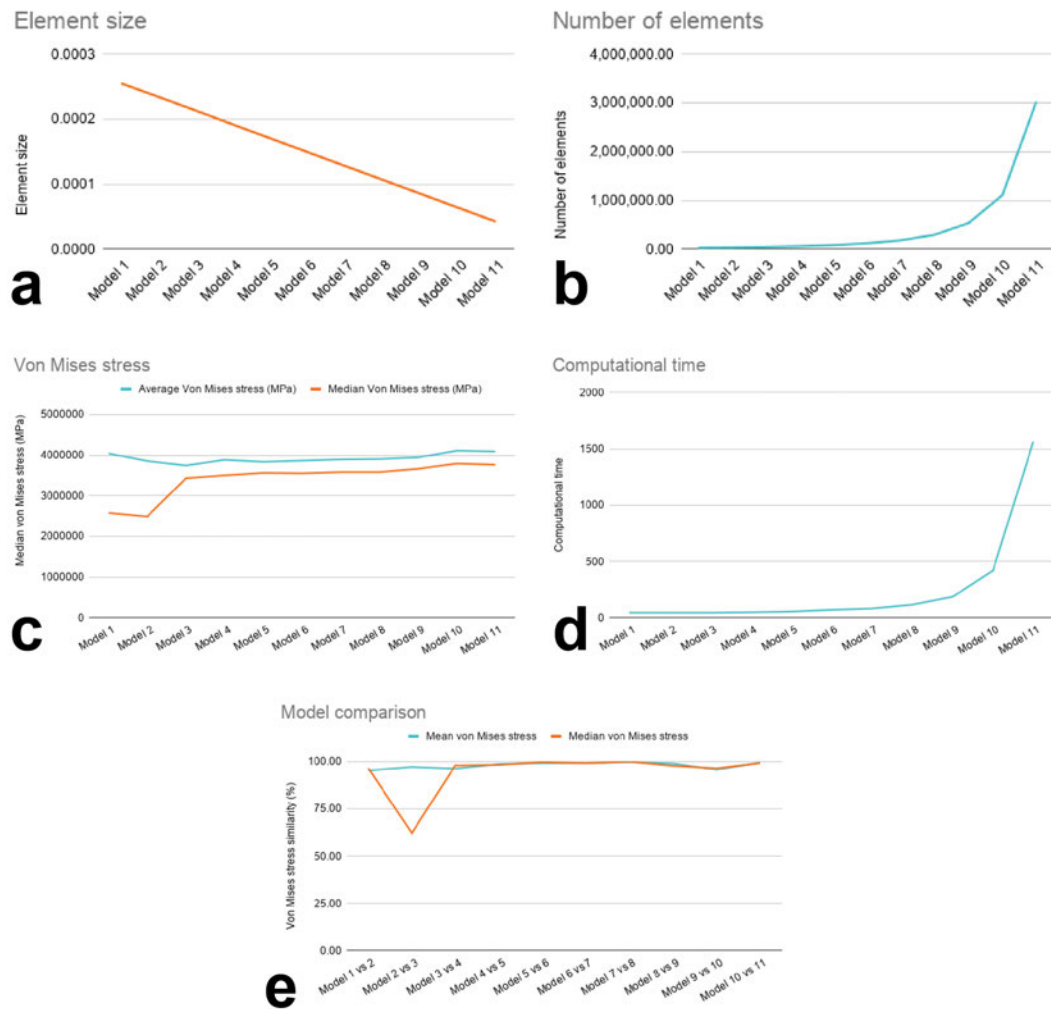 Element size
0.0003
0.0002
0.0001
0.0000
Element size
Model 1
Model 2
Model 3
Model 4
Model 5
Model 6
Model 7
Model 8
Model 9
Model 10
Model 11
a
Number of elements
4,000,000.00
3,000,000.00
2,000,000.00
1,000,000.00
0.00
Number of elements
Model 1
Model 2
Model 3
Model 4
Model 5
Model 6
Model 7
Model 8
Model 9
Model 10
Model 11
b
Von Mises stress
Average Von Mises stress (MPa) Median Von Mises stress (MPa)
5000000
4000000
3000000
2000000
1000000
0
Median von Mises stress (MPa)
Model 1
Model 2
Model 3
Model 4
Model 5
Model 6
Model 7
Model 8
Model 9
Model 10
Model 11
c
Computational time
2000
1500
1000
500
0
Computational time
Model 1
Model 2
Model 3
Model 4
Model 5
Model 6
Model 7
Model 8
Model 9
Model 10
Model 11
d
Model comparison
Mean von Mises stress Median von Mises stress
100.00
75.00
50.00
25.00
0.00
Von Mises stress similarity (%)
Model 1 vs 2
Model 2 vs 3
Model 3 vs 4
Model 4 vs 5
Model 5 vs 6
Model 6 vs7
Model 7 vs 8
Model 8 vs 9
Model 9 vs 10
Model 10 vs 11
e